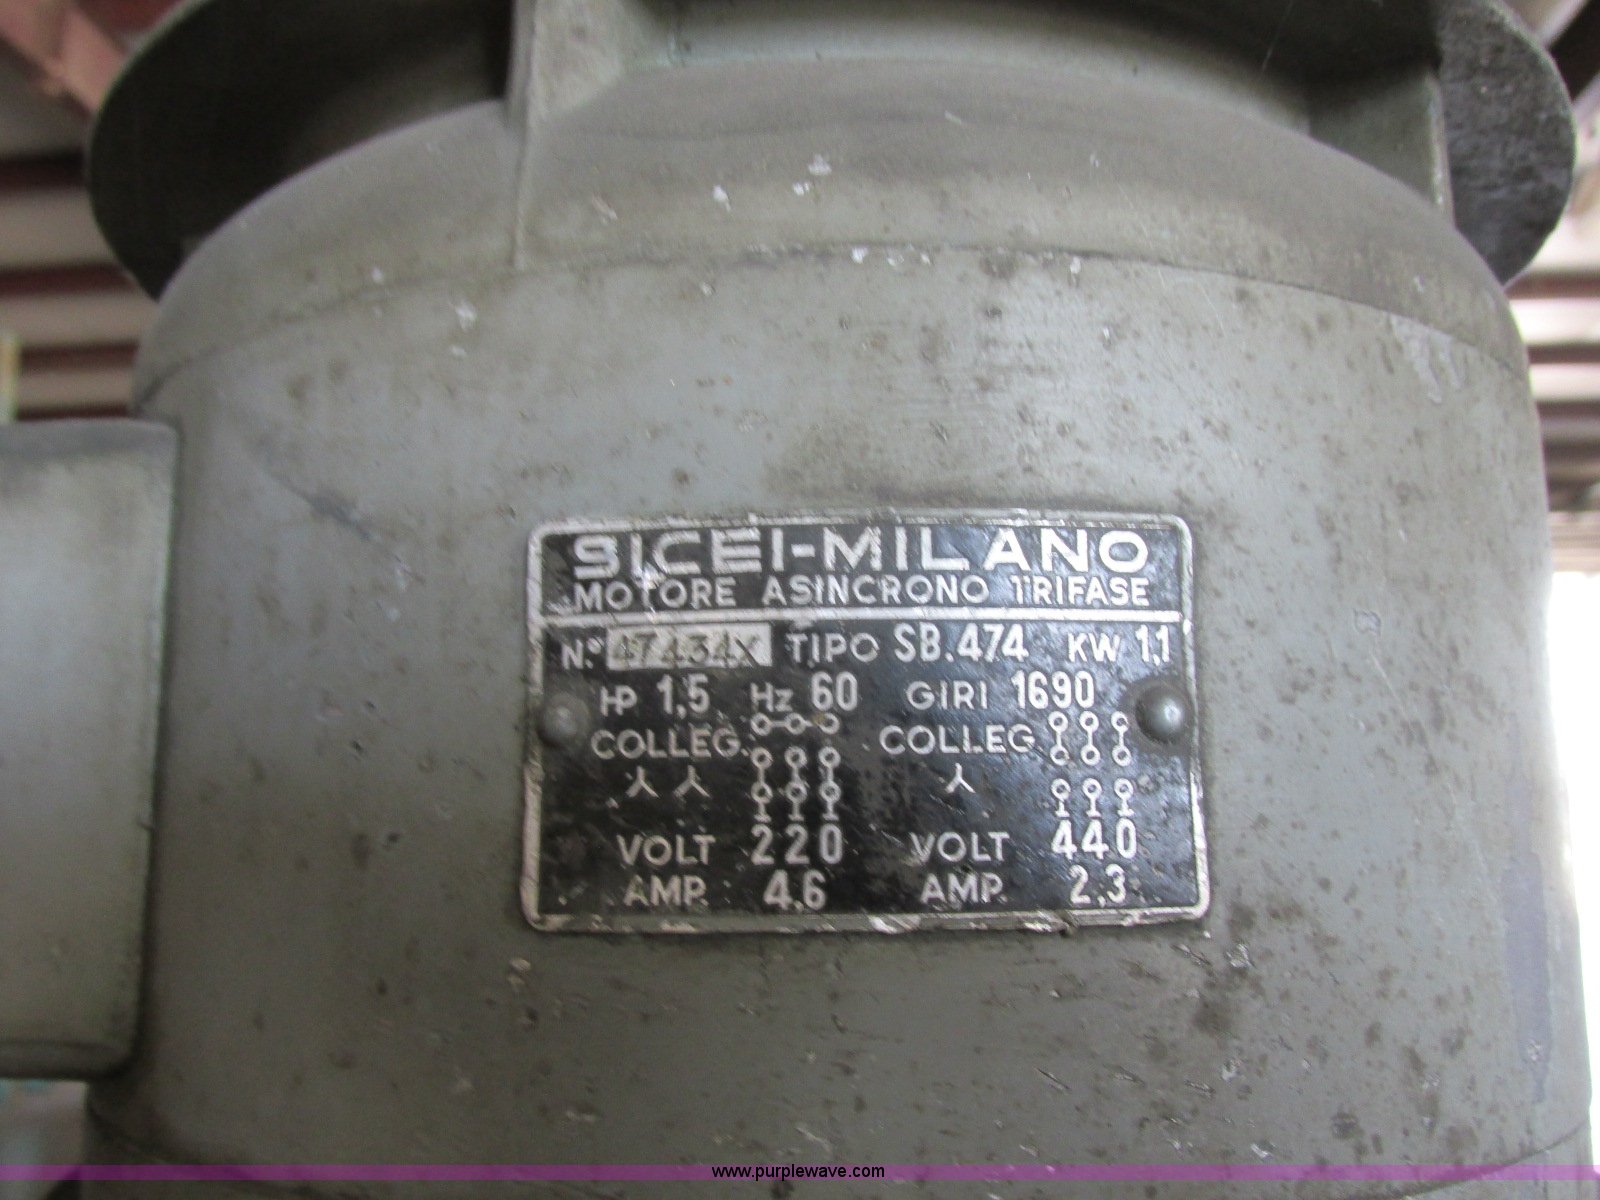 SICEI-MILANO
MOTORE ASINCRONO TRIFASE
N.º 47434X TIPO SB.474 KW 1,1
HP 1,5 Hz 60 GIRI 1690
COLLEG. COLLEG.
VOLT 220 VOLT 440
AMP. 4,6 AMP. 2,3
www.purplewave.com